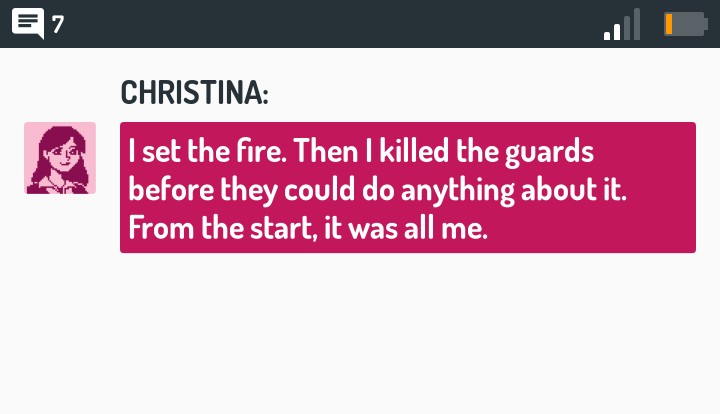 7
CHRISTINA:
I set the fire. Then I killed the guards
before they could do anything about it.
From the start, it was all me.